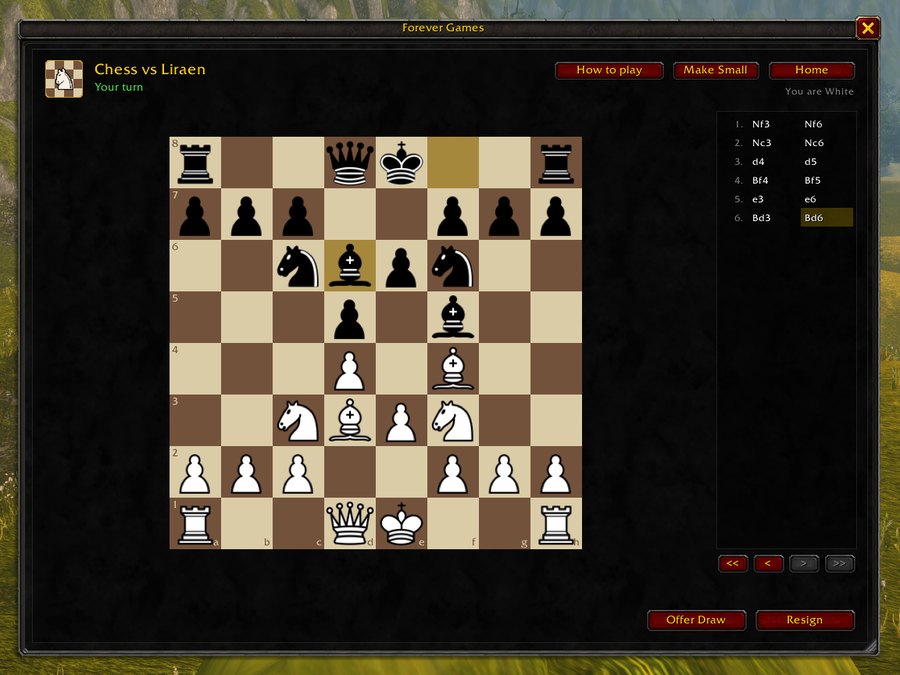 Forever Games
Chess vs Liraen
Your turn
How to play
Make Small
Home
You are White
1. Nf3 Nf6
2. Nc3 Nc6
3. d4 d5
4. Bf4 Bf5
5. e3 e6
6. Bd3 Bd6
8
7
6
5
4
3
2
1
a b c d e f g h
<< < > >>
Offer Draw
Resign